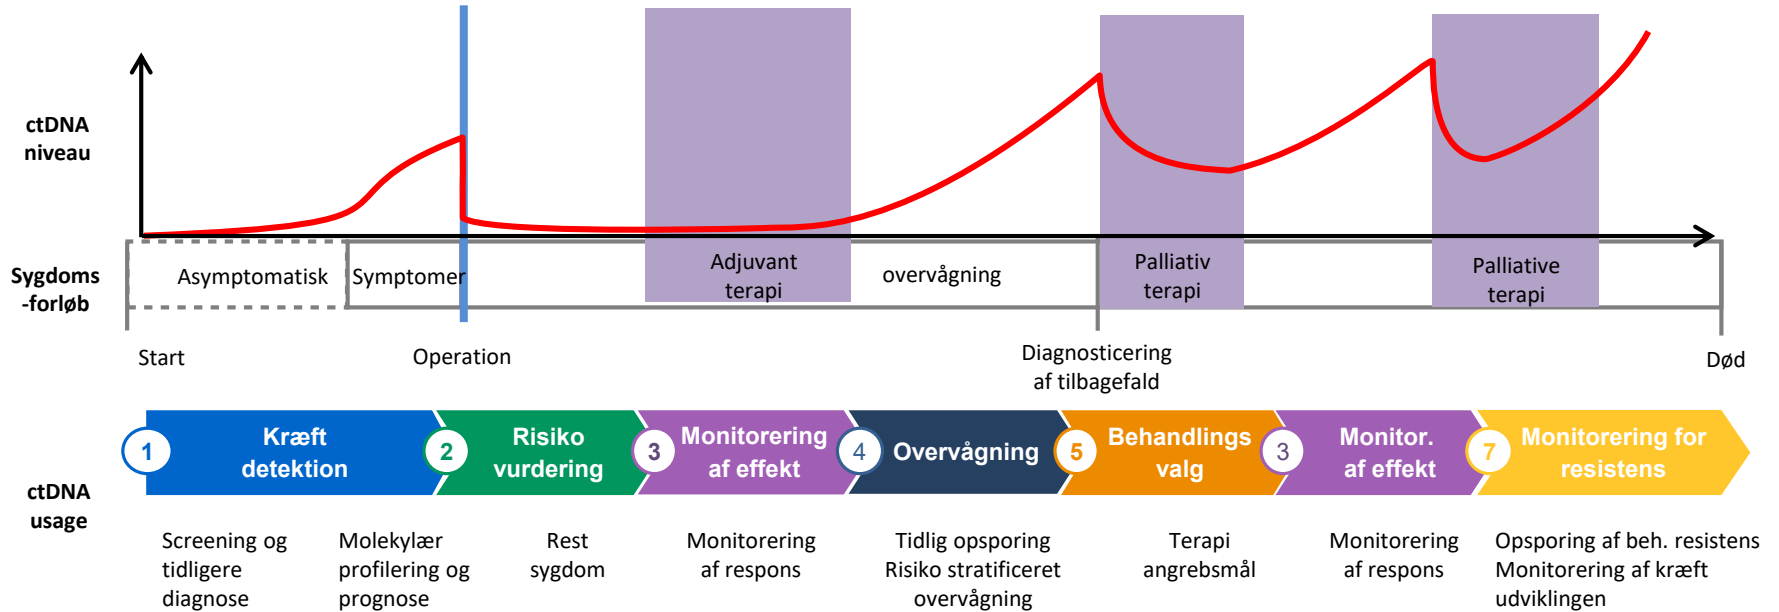 ctDNA
niveau
Sygdoms
-forløb
Asymptomatisk
Symptomer
Adjuvant
terapi
overvågning
Palliativ
terapi
Palliative
terapi
Start
Operation
Diagnosticering
af tilbagefald
Død
ctDNA
usage
1
Kræft
detektion
2
Risiko
vurdering
3
Monitorering
af effekt
4
Overvågning
5
Behandlings
valg
3
Monitor.
af effekt
7
Monitorering for
resistens
Screening og
tidligere
diagnose
Molekylær
profilering og
prognose
Rest
sygdom
Monitorering
af respons
Tidlig opsporing
Risiko stratificeret
overvågning
Terapi
angrebsmål
Monitorering
af respons
Opsporing af beh. resistens
Monitorering af kræft
udviklingen